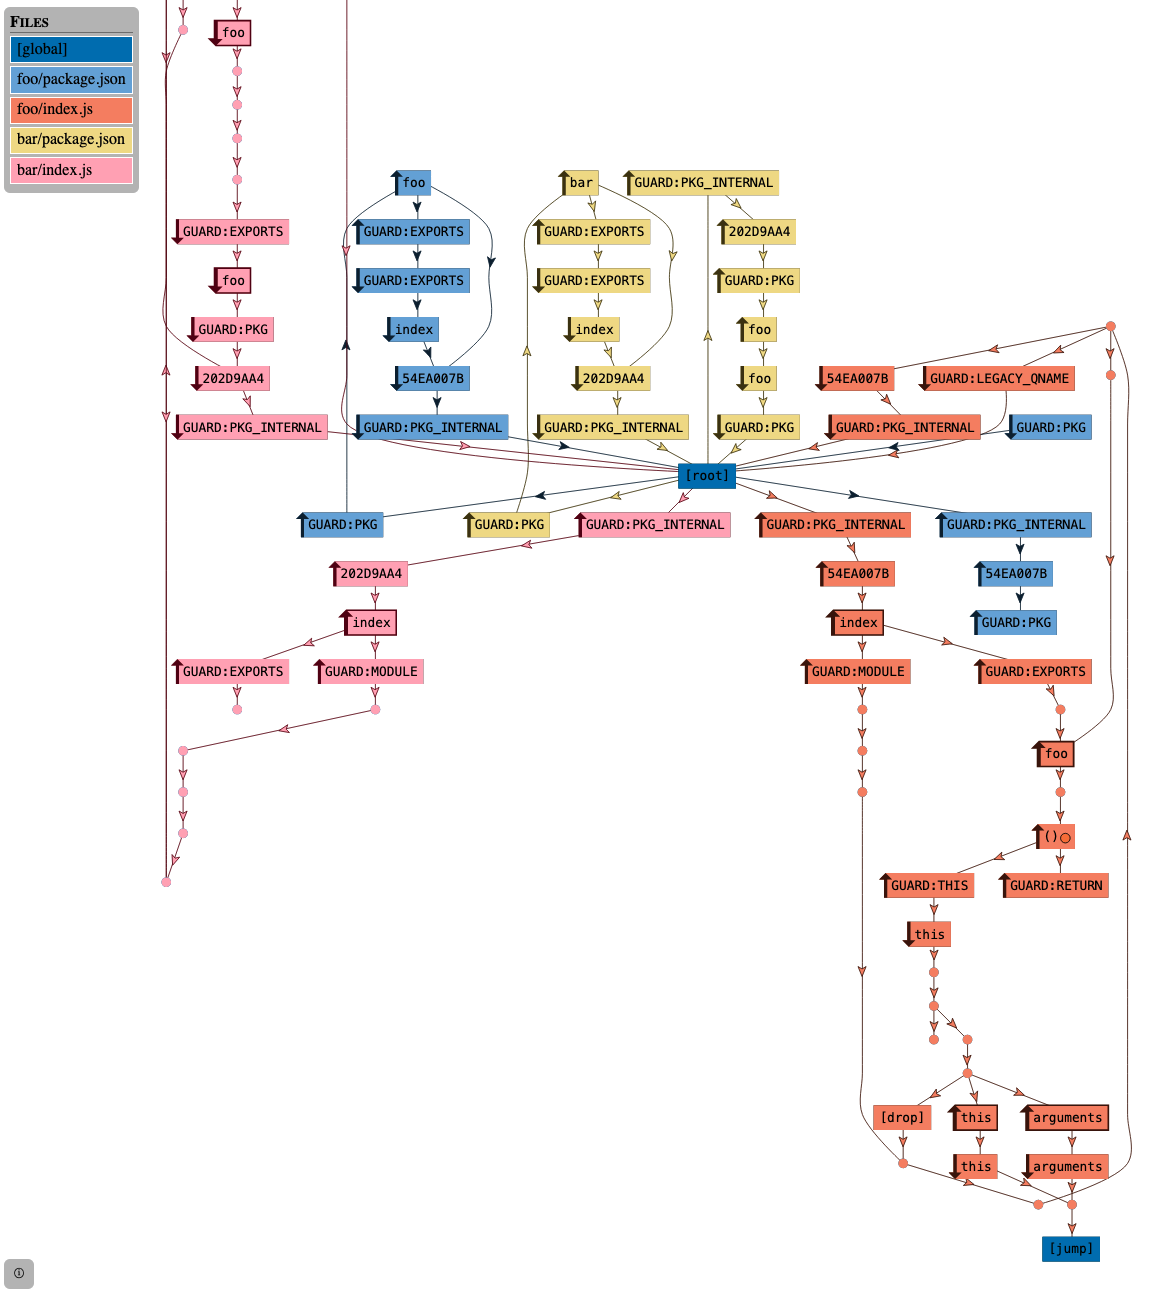 FILES
[global]
foo/package.json
foo/index.js
bar/package.json
bar/index.js
foo
foo
bar
GUARD:PKG_INTERNAL
GUARD:EXPORTS
GUARD:EXPORTS
GUARD:EXPORTS
202D9AA4
foo
GUARD:EXPORTS
GUARD:EXPORTS
GUARD:PKG
GUARD:PKG
index
index
foo
202D9AA4
54EA007B
202D9AA4
foo
54EA007B
GUARD:LEGACY_QNAME
GUARD:PKG_INTERNAL
GUARD:PKG_INTERNAL
GUARD:PKG_INTERNAL
GUARD:PKG
GUARD:PKG_INTERNAL
GUARD:PKG
[root]
GUARD:PKG
GUARD:PKG
GUARD:PKG_INTERNAL
GUARD:PKG_INTERNAL
GUARD:PKG_INTERNAL
202D9AA4
54EA007B
54EA007B
index
index
GUARD:PKG
GUARD:EXPORTS
GUARD:MODULE
GUARD:MODULE
GUARD:EXPORTS
foo
()○
GUARD:THIS
GUARD:RETURN
this
[drop]
this
arguments
this
arguments
[jump]
ⓘ